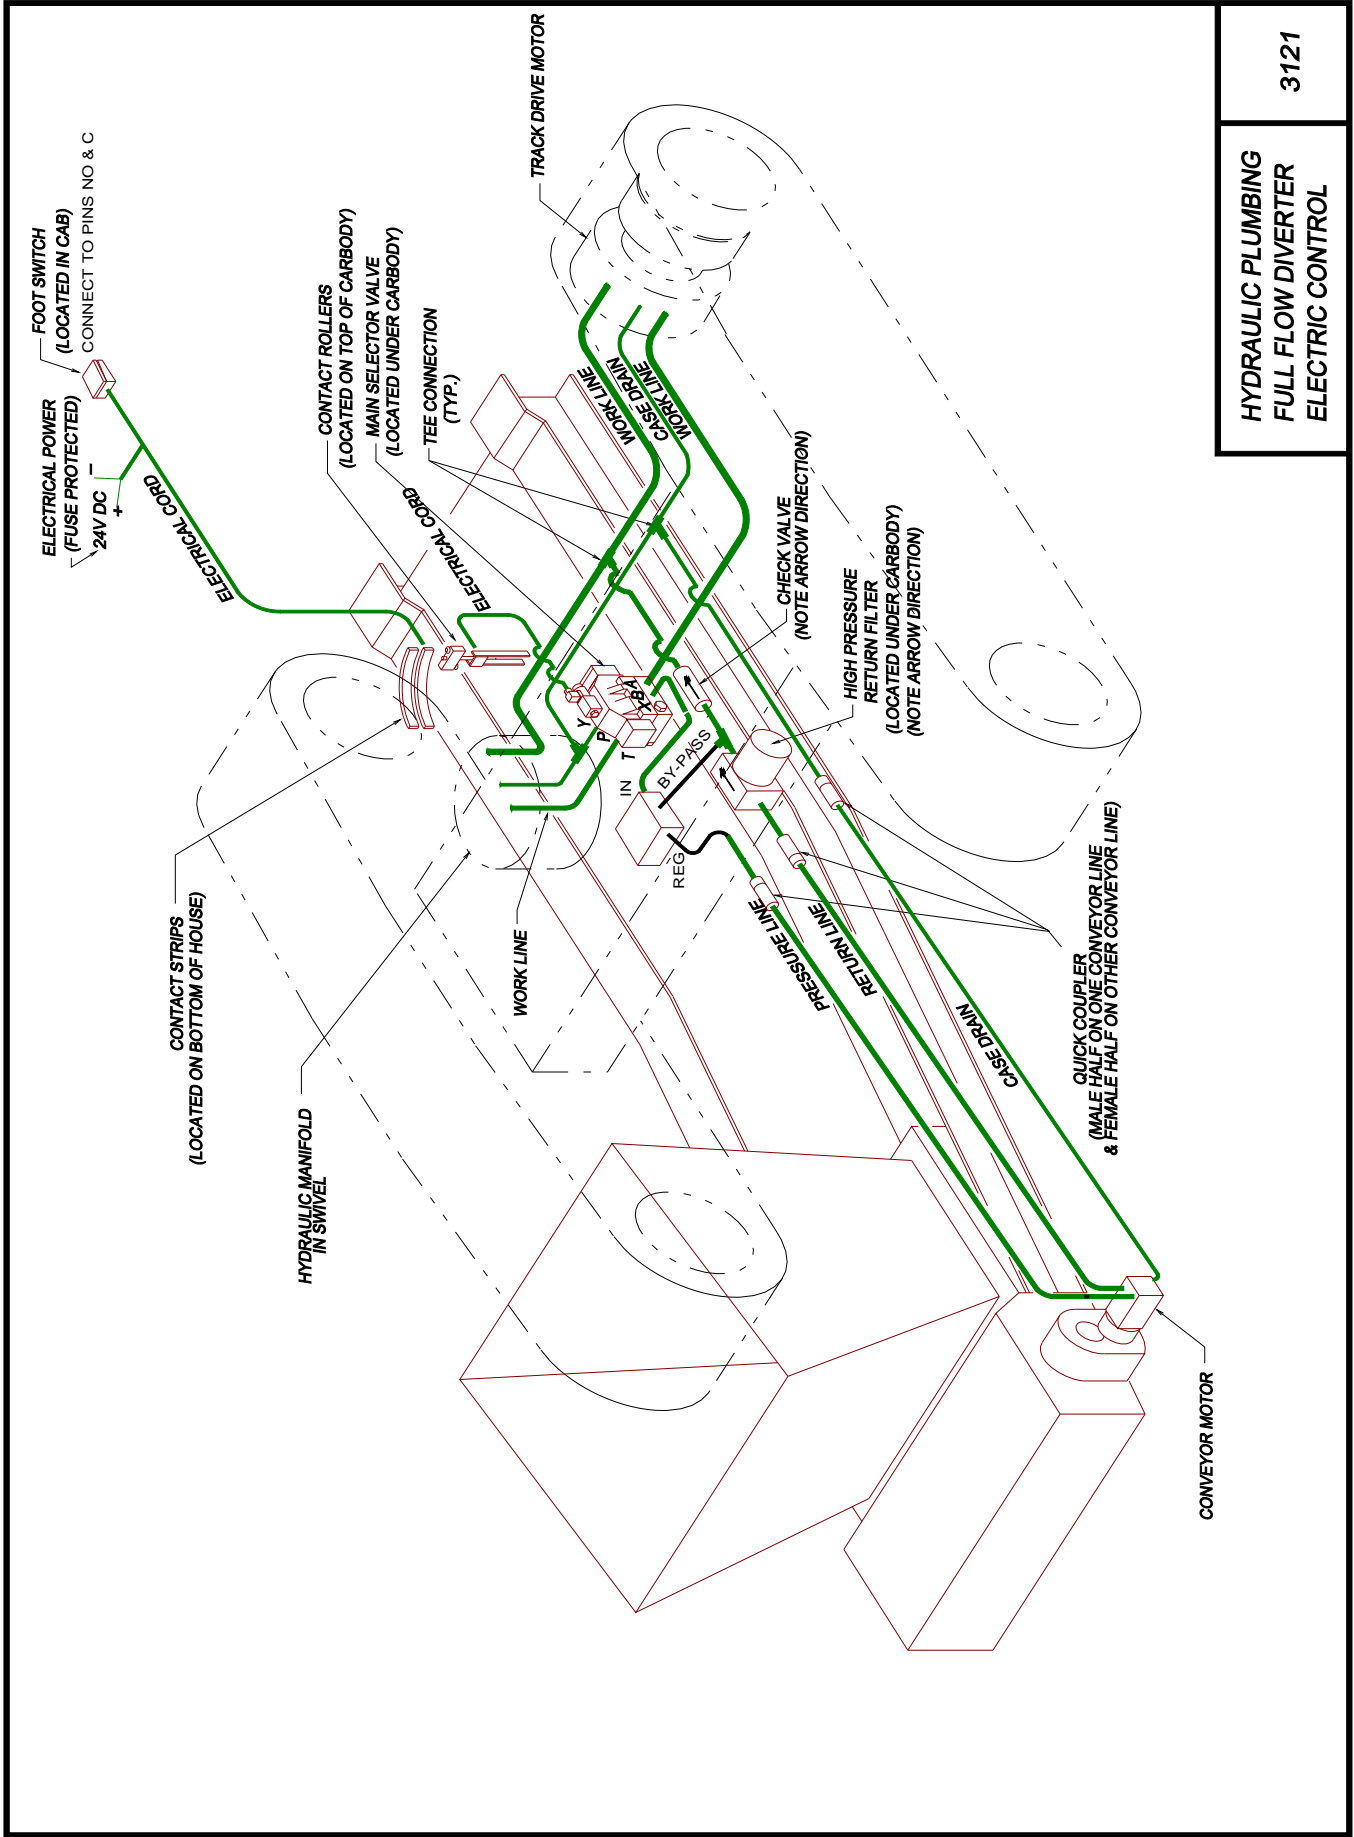 FOOT SWITCH
(LOCATED IN CAB)
CONNECT TO PINS NO & C
ELECTRICAL POWER
(FUSE PROTECTED)
24V DC
–
+
ELECTRICAL CORD
CONTACT ROLLERS
(LOCATED ON TOP OF CARBODY)
MAIN SELECTOR VALVE
(LOCATED UNDER CARBODY)
TEE CONNECTION
(TYP.)
ELECTRICAL CORD
TRACK DRIVE MOTOR
WORK LINE
CASE DRAIN
WORK LINE
CHECK VALVE
(NOTE ARROW DIRECTION)
HIGH PRESSURE
RETURN FILTER
(LOCATED UNDER CARBODY)
(NOTE ARROW DIRECTION)
Y
P
T
X
B
A
IN
BY-PASS
REG
CONTACT STRIPS
(LOCATED ON BOTTOM OF HOUSE)
HYDRAULIC MANIFOLD
IN SWIVEL
WORK LINE
PRESSURE LINE
RETURN LINE
CASE DRAIN
QUICK COUPLER
(MALE HALF ON ONE CONVEYOR LINE
& FEMALE HALF ON OTHER CONVEYOR LINE)
CONVEYOR MOTOR
HYDRAULIC PLUMBING
FULL FLOW DIVERTER
ELECTRIC CONTROL
3121